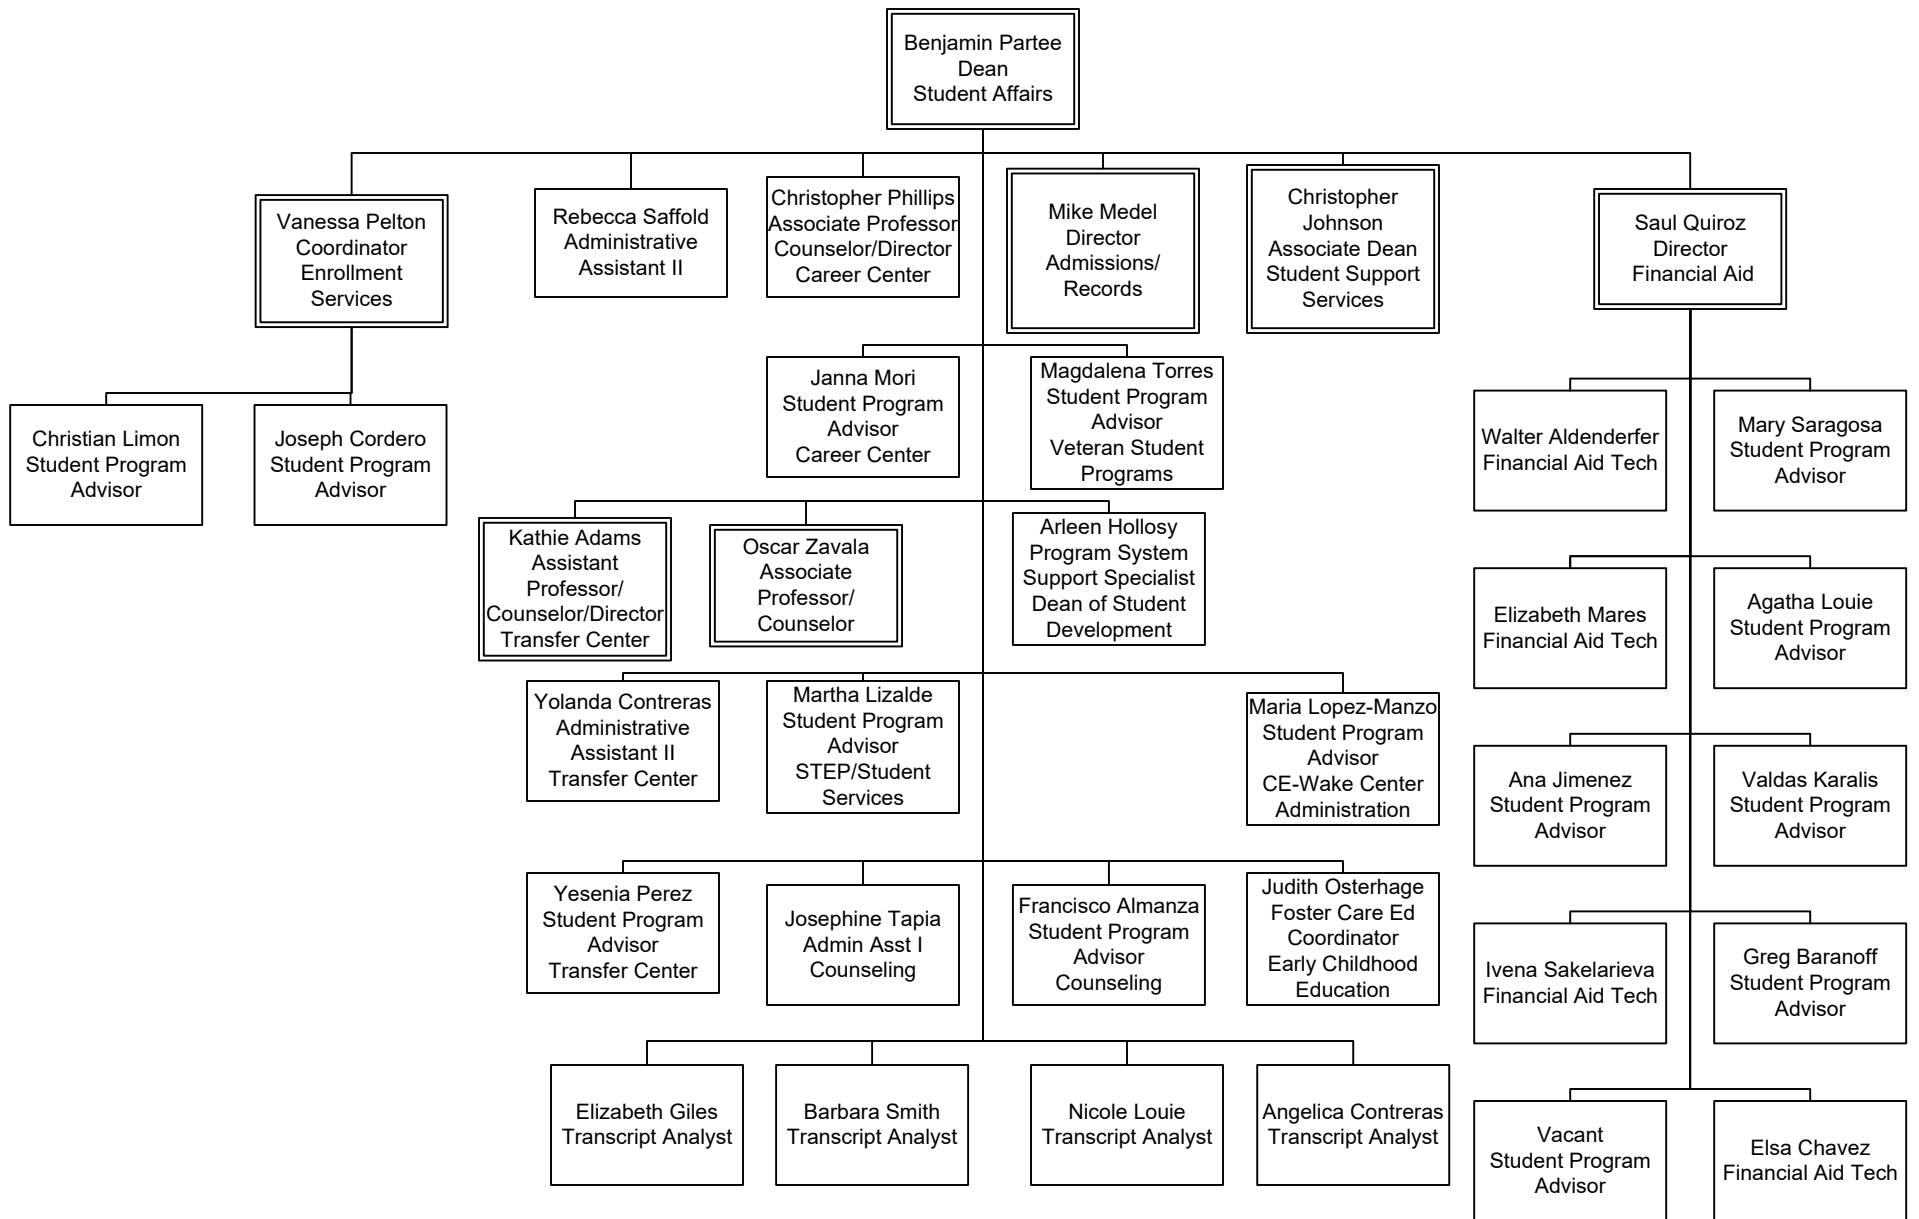 Benjamin Partee
Dean
Student Affairs
Vanessa Pelton
Coordinator
Enrollment
Services
Rebecca Saffold
Administrative
Assistant II
Christopher Phillips
Associate Professor
Counselor/Director
Career Center
Mike Medel
Director
Admissions/
Records
Christopher
Johnson
Associate Dean
Student Support
Services
Saul Quiroz
Director
Financial Aid
Christian Limon
Student Program
Advisor
Joseph Cordero
Student Program
Advisor
Janna Mori
Student Program
Advisor
Career Center
Magdalena Torres
Student Program
Advisor
Veteran Student
Programs
Walter Aldenderfer
Financial Aid Tech
Mary Saragosa
Student Program
Advisor
Kathie Adams
Assistant
Professor/
Counselor/Director
Transfer Center
Oscar Zavala
Associate
Professor/
Counselor
Arleen Hollosy
Program System
Support Specialist
Dean of Student
Development
Elizabeth Mares
Financial Aid Tech
Agatha Louie
Student Program
Advisor
Yolanda Contreras
Administrative
Assistant II
Transfer Center
Martha Lizalde
Student Program
Advisor
STEP/Student
Services
Maria Lopez-Manzo
Student Program
Advisor
CE-Wake Center
Administration
Ana Jimenez
Student Program
Advisor
Valdas Karalis
Student Program
Advisor
Yesenia Perez
Student Program
Advisor
Transfer Center
Josephine Tapia
Admin Asst I
Counseling
Francisco Almanza
Student Program
Advisor
Counseling
Judith Osterhage
Foster Care Ed
Coordinator
Early Childhood
Education
Ivena Sakelarieva
Financial Aid Tech
Greg Baranoff
Student Program
Advisor
Elizabeth Giles
Transcript Analyst
Barbara Smith
Transcript Analyst
Nicole Louie
Transcript Analyst
Angelica Contreras
Transcript Analyst
Vacant
Student Program
Advisor
Elsa Chavez
Financial Aid Tech